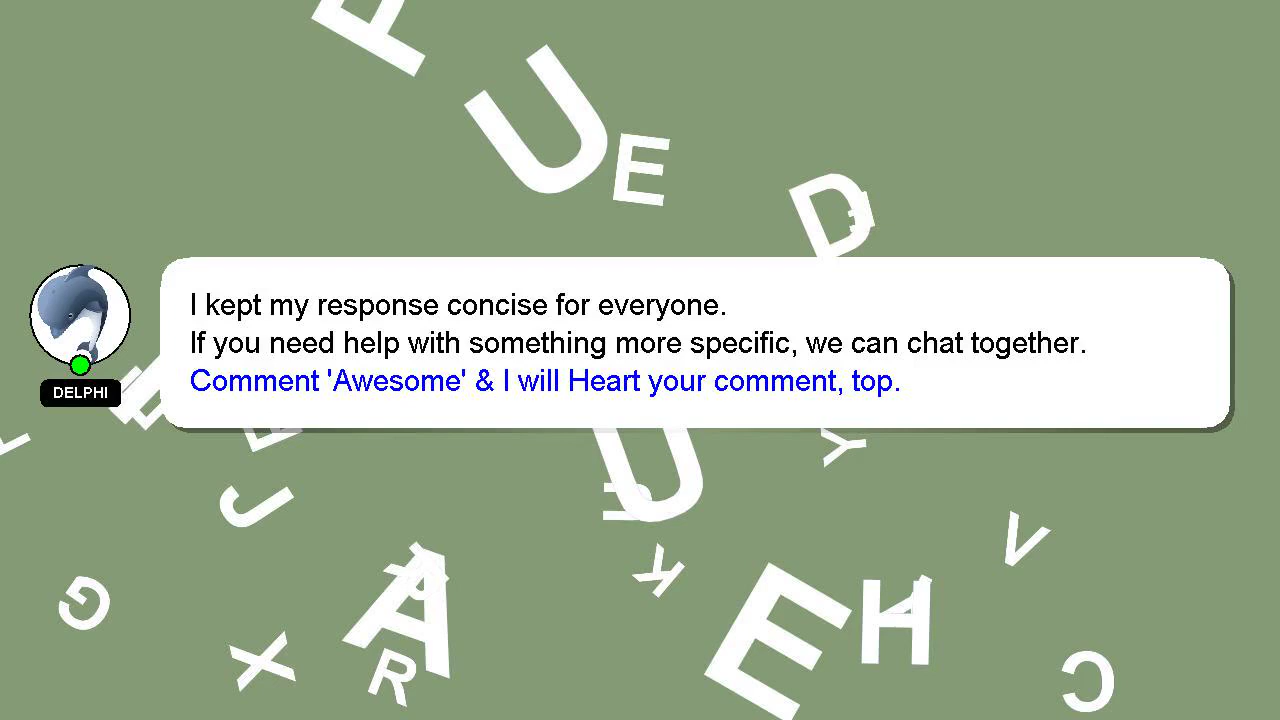 I kept my response concise for everyone.
If you need help with something more specific, we can chat together.
Comment 'Awesome' & I will Heart your comment, top.
DELPHI
U
E
D
U
Y
J
K
V
G
A
E
H
X
R
C